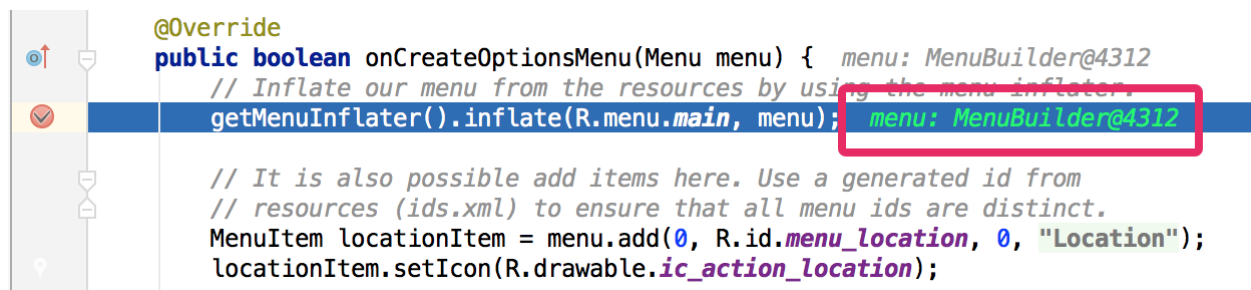 @Override
public boolean onCreateOptionsMenu(Menu menu) {  menu: MenuBuilder@4312
// Inflate our menu from the resources by using the menu inflater.
getMenuInflater().inflate(R.menu.main, menu);  menu: MenuBuilder@4312
// It is also possible add items here. Use a generated id from
// resources (ids.xml) to ensure that all menu ids are distinct.
MenuItem locationItem = menu.add(0, R.id.menu_location, 0, "Location");
locationItem.setIcon(R.drawable.ic_action_location);